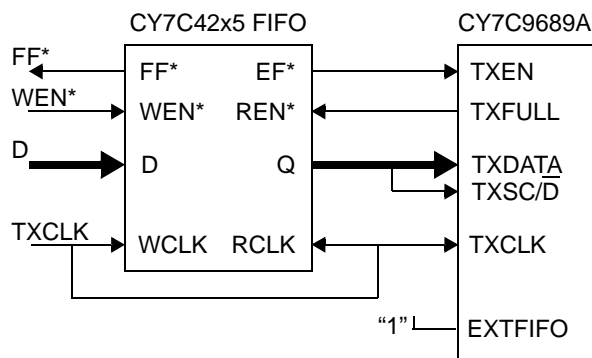 CY7C42x5 FIFO CY7C9689A
FF* FF* EF* TXEN
WEN* WEN* REN* TXFULL
D D Q TXDATA
TXSC/D̅
TXCLK WCLK RCLK TXCLK
“1” EXTFIFO